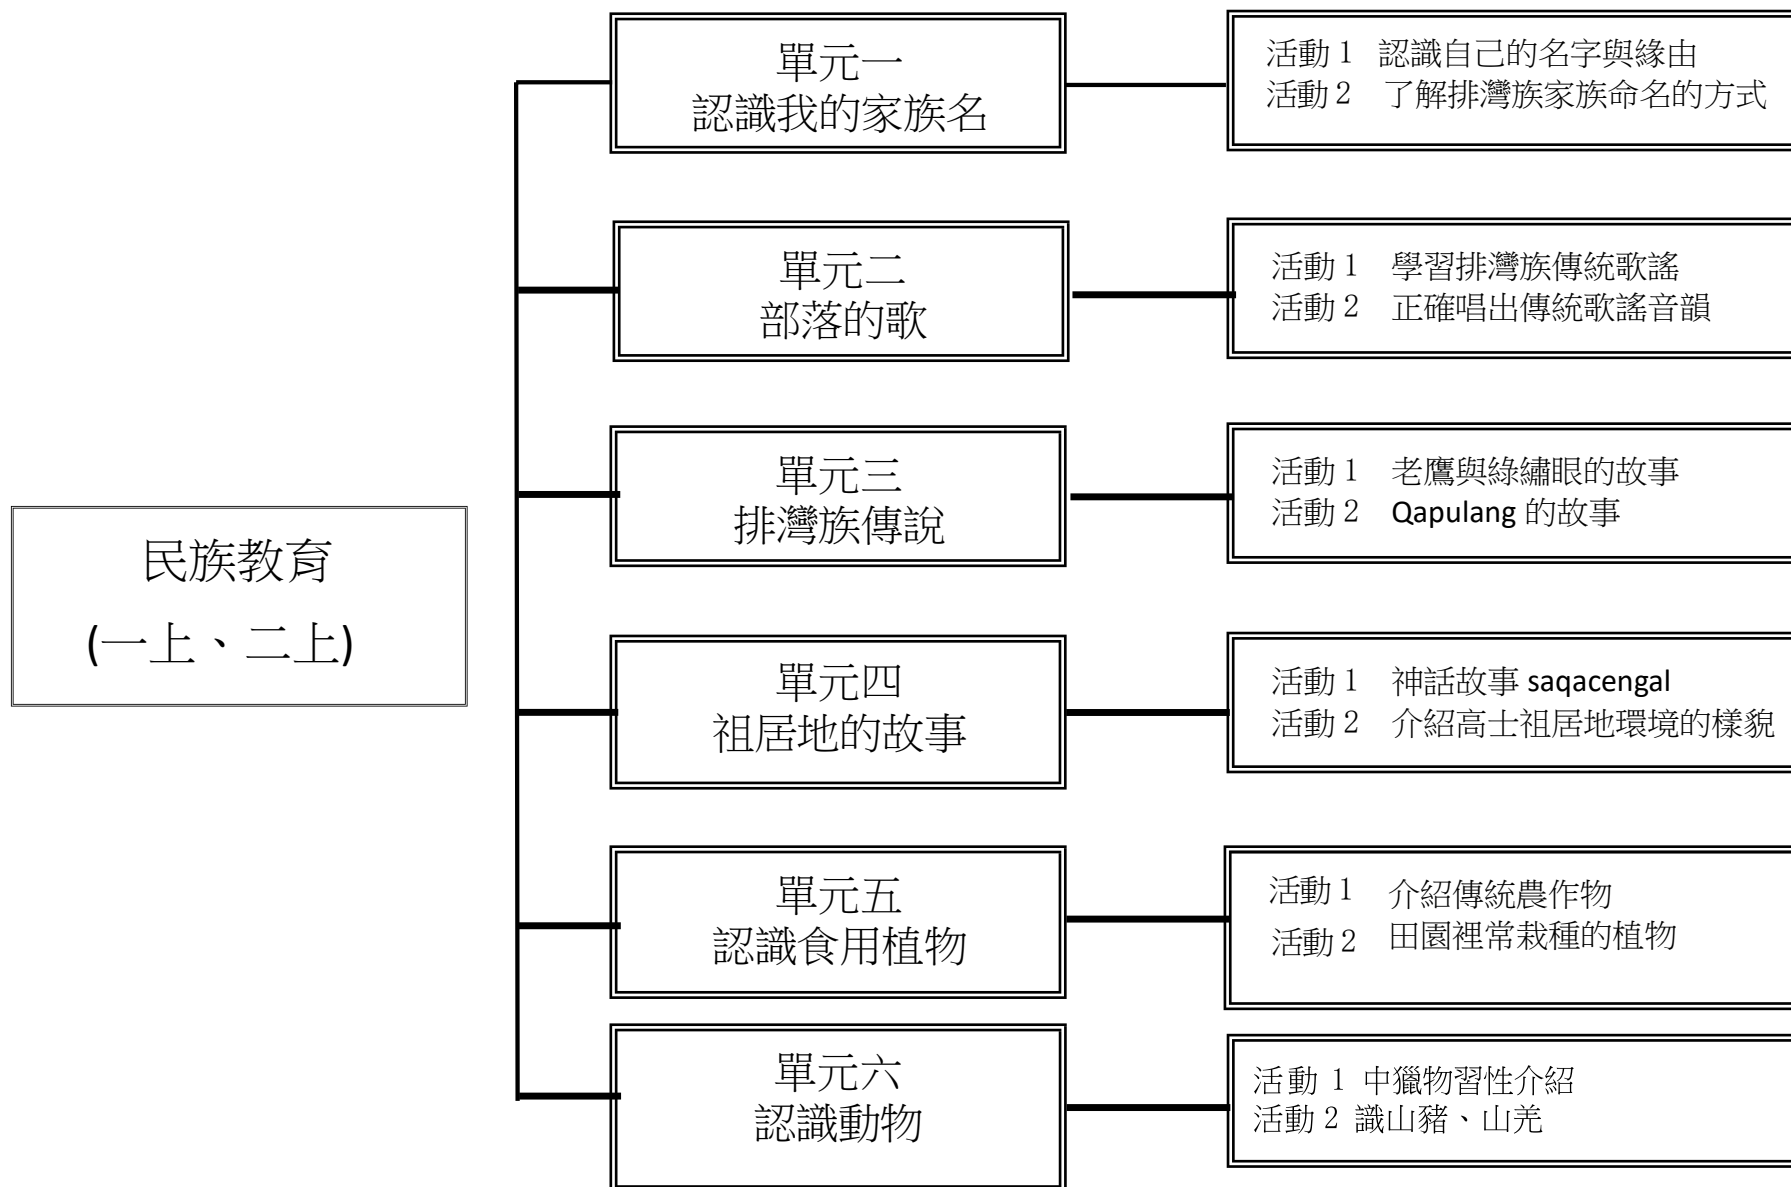 民族教育
(一上、二上)
單元一
認識我的家族名
活動 1 認識自己的名字與緣由
活動 2 了解排灣族家族命名的方式
單元二
部落的歌
活動 1 學習排灣族傳統歌謠
活動 2 正確唱出傳統歌謠音韻
單元三
排灣族傳說
活動 1 老鷹與綠繡眼的故事
活動 2 Qapulang 的故事
單元四
祖居地的故事
活動 1 神話故事 saqacengal
活動 2 介紹高士祖居地環境的樣貌
單元五
認識食用植物
活動 1 介紹傳統農作物
活動 2 田園裡常栽種的植物
單元六
認識動物
活動 1 中獵物習性介紹
活動 2 識山豬、山羌